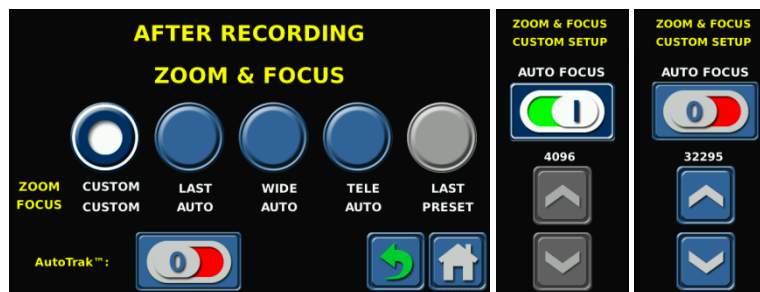 AFTER RECORDING
ZOOM & FOCUS
ZOOM CUSTOM LAST WIDE TELE LAST
FOCUS CUSTOM AUTO AUTO AUTO PRESET
AutoTrak™: 0
ZOOM & FOCUS
CUSTOM SETUP
AUTO FOCUS
I
4096
ZOOM & FOCUS
CUSTOM SETUP
AUTO FOCUS
0
32295